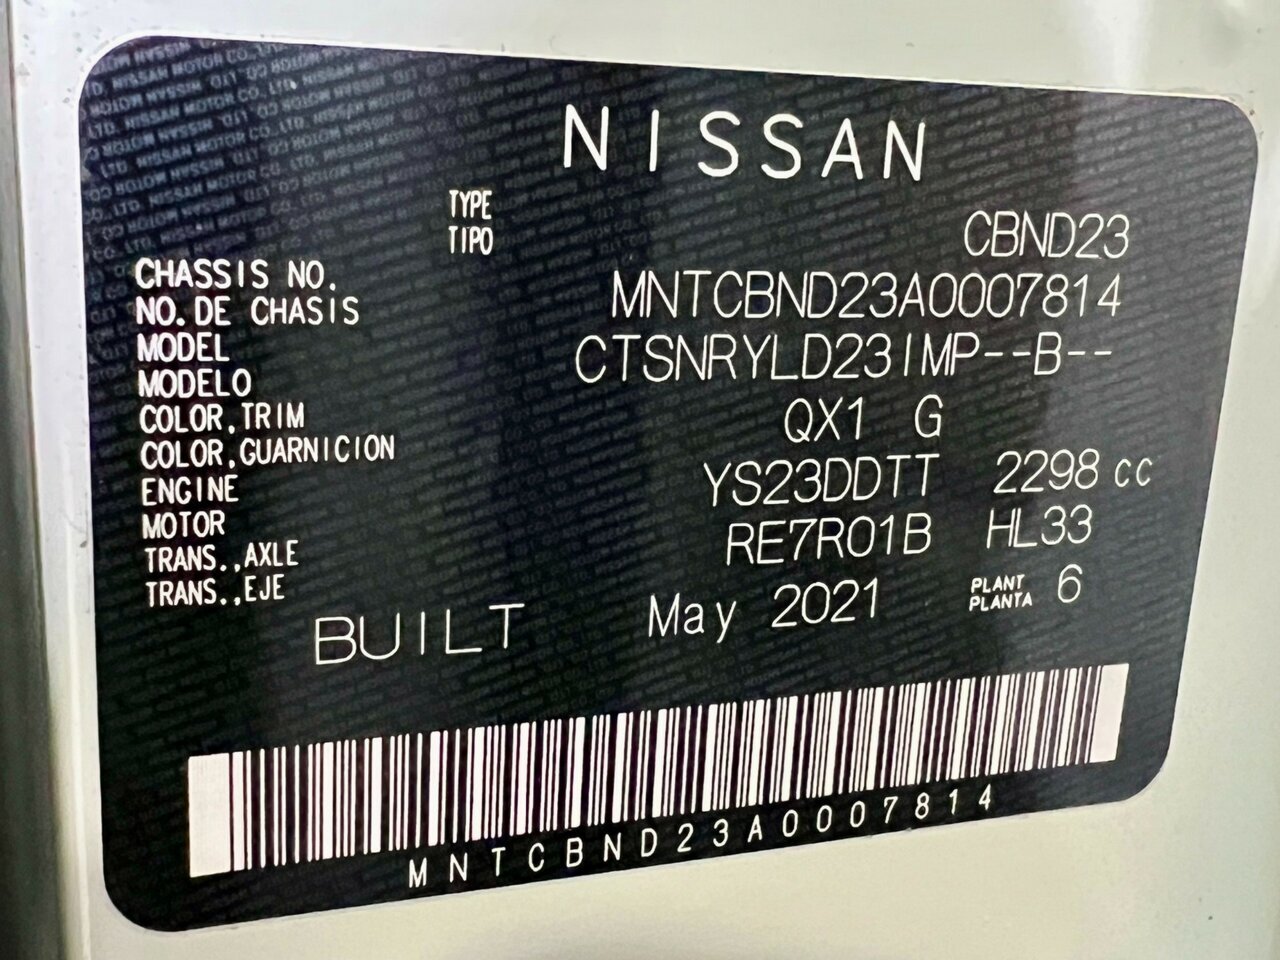 NISSAN
TYPE
TIPO
CBND23
CHASSIS NO.
NO. DE CHASIS
MNTCBND23A0007814
MODEL
MODELO
CTSNRYLD23IMP--B--
COLOR,TRIM
COLOR,GUARNICION
QX1 G
ENGINE
MOTOR
YS23DDTT 2298 cc
TRANS.,AXLE
TRANS.,EJE
RE7R01B HL33
BUILT May 2021
PLANT
PLANTA
6
MNTCBND23A0007814